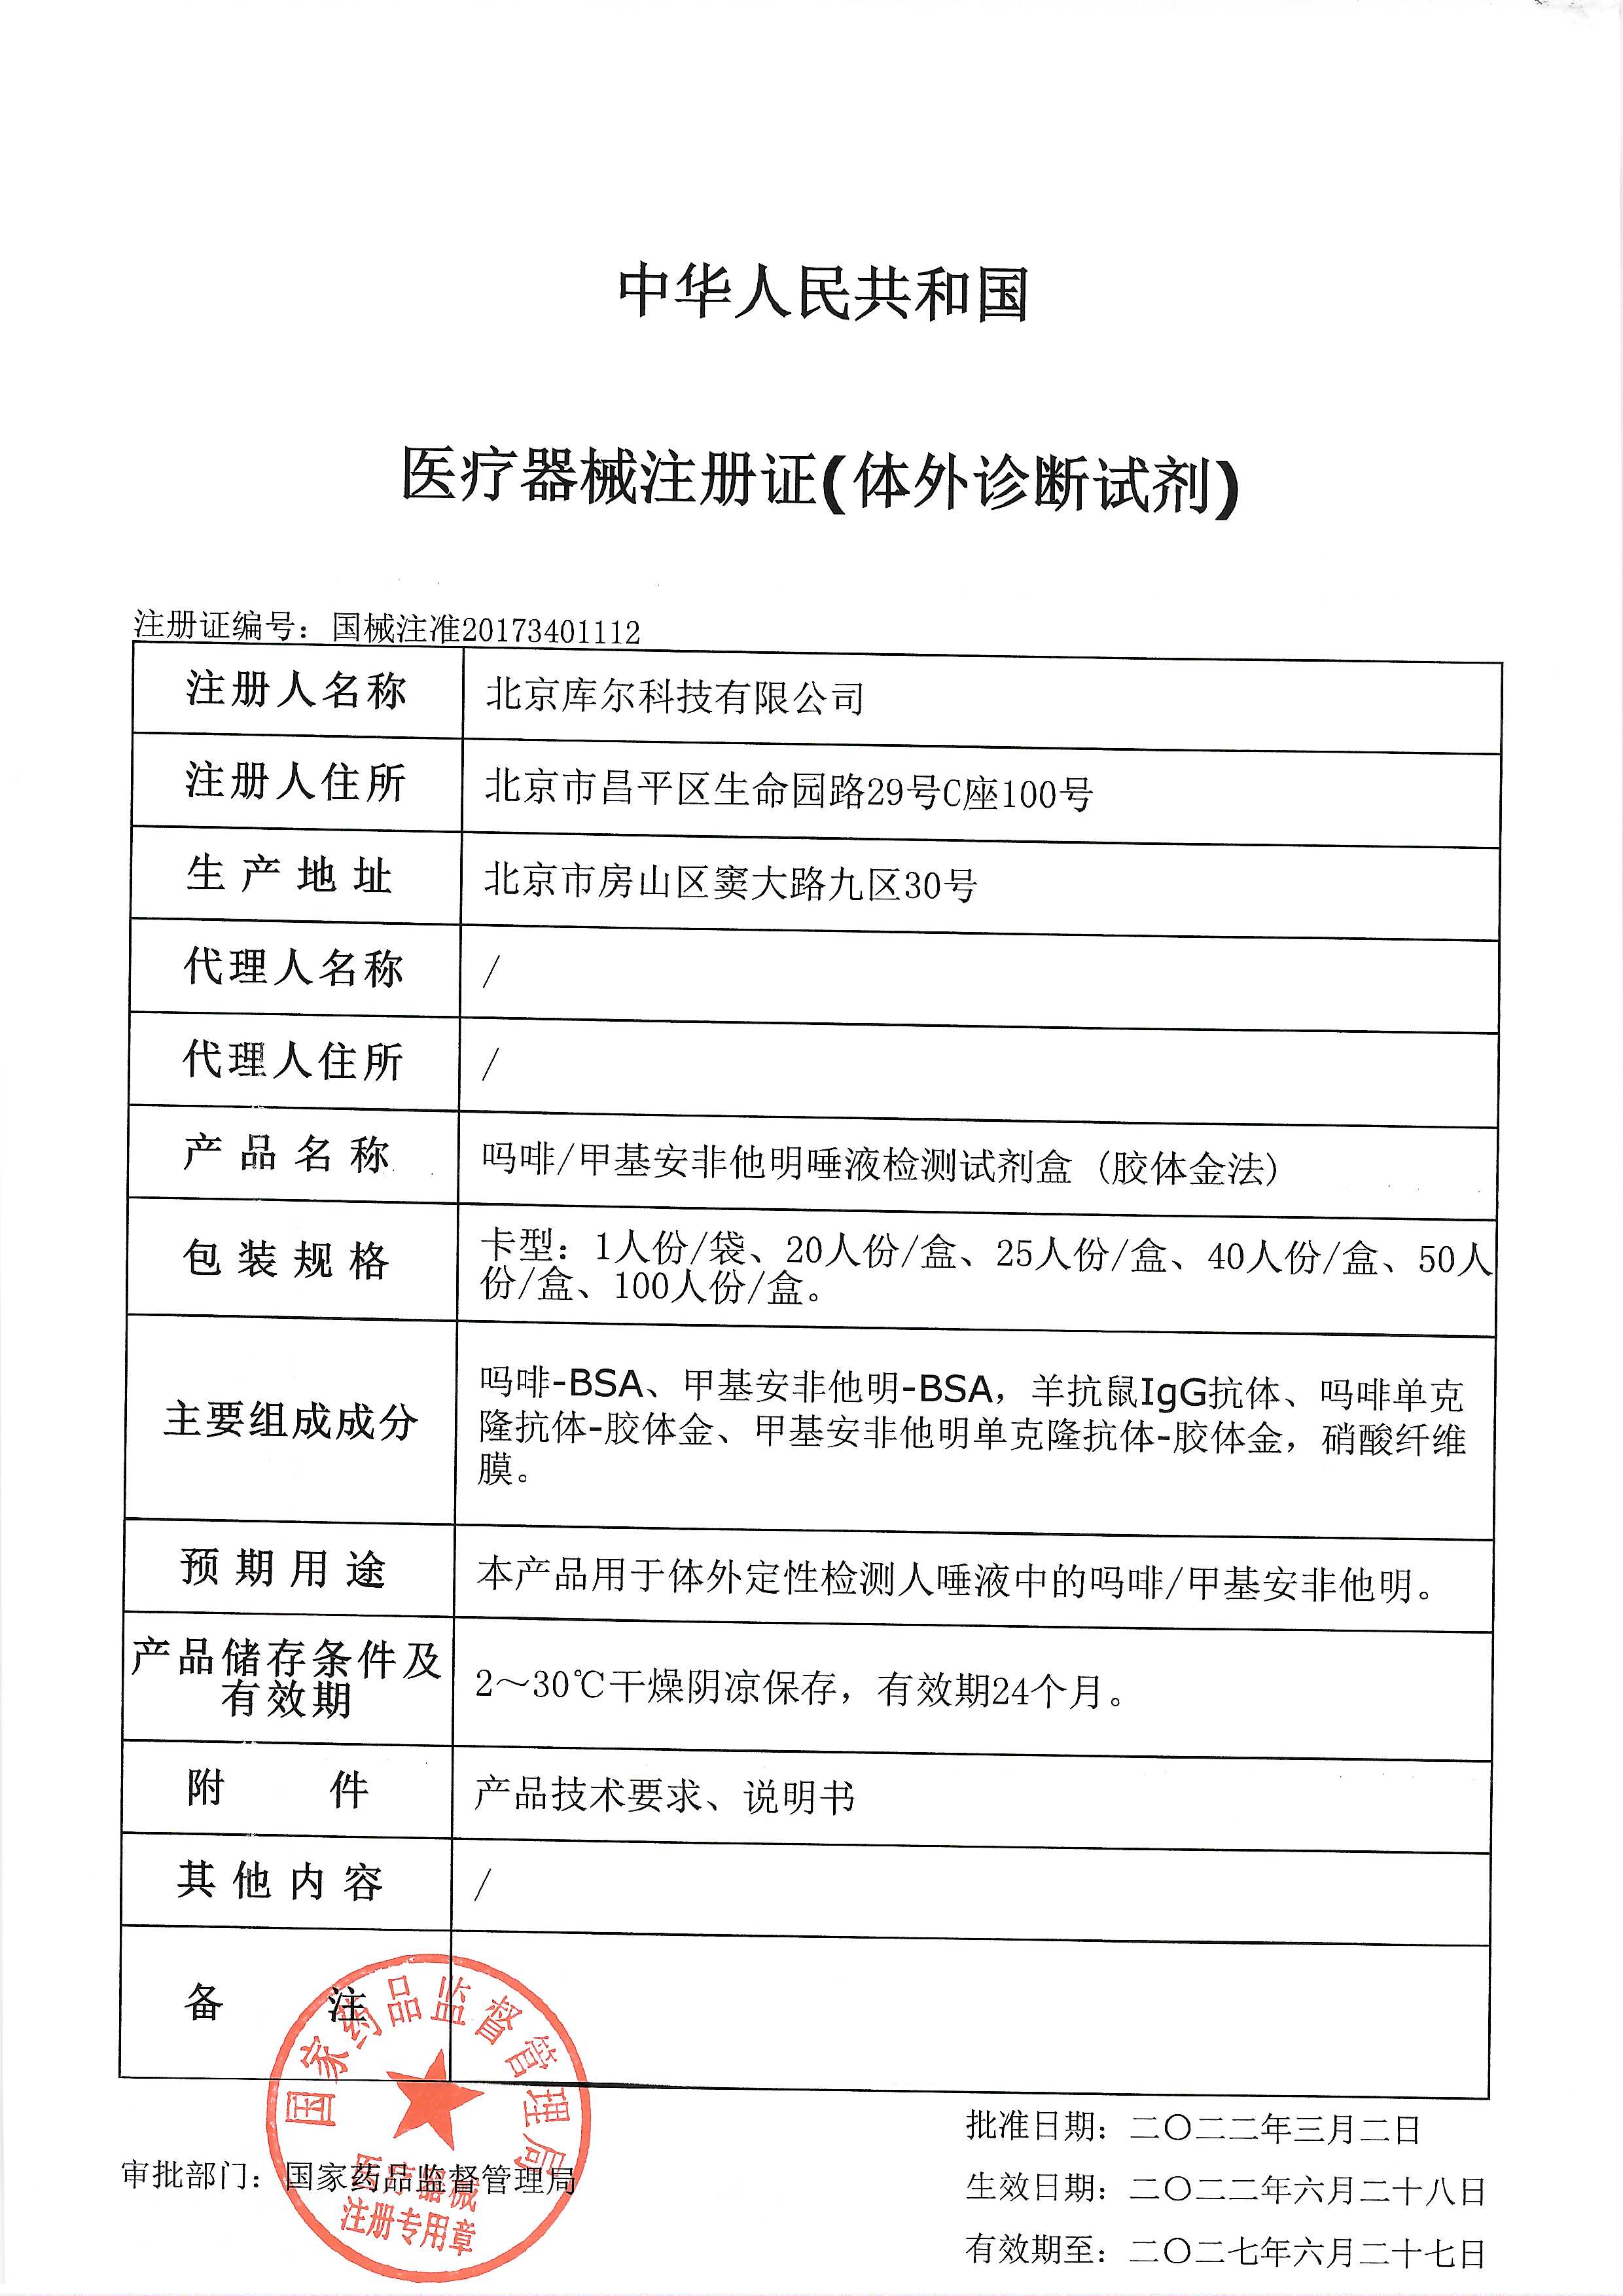 中华人民共和国
医疗器械注册证(体外诊断试剂)
注册证编号：国械注准20173401112
注册人名称 北京库尔科技有限公司
注册人住所 北京市昌平区生命园路29号C座100号
生产地址 北京市房山区窦大路九区30号
代理人名称 /
代理人住所 /
产品名称 吗啡/甲基安非他明唾液检测试剂盒（胶体金法）
包装规格 卡型：1人份/袋、20人份/盒、25人份/盒、40人份/盒、50人
份/盒、100人份/盒。
主要组成成分 吗啡-BSA、甲基安非他明-BSA，羊抗鼠IgG抗体、吗啡单克
隆抗体-胶体金、甲基安非他明单克隆抗体-胶体金，硝酸纤维
膜。
预期用途 本产品用于体外定性检测人唾液中的吗啡/甲基安非他明。
产品储存条件及
有效期 2～30℃干燥阴凉保存，有效期24个月。
附件 产品技术要求、说明书
其他内容 /
备注
国家药品监督管理局
医疗器械
注册专用章
审批部门：国家药品监督管理局
批准日期：二〇二二年三月二日
生效日期：二〇二二年六月二十八日
有效期至：二〇二七年六月二十七日